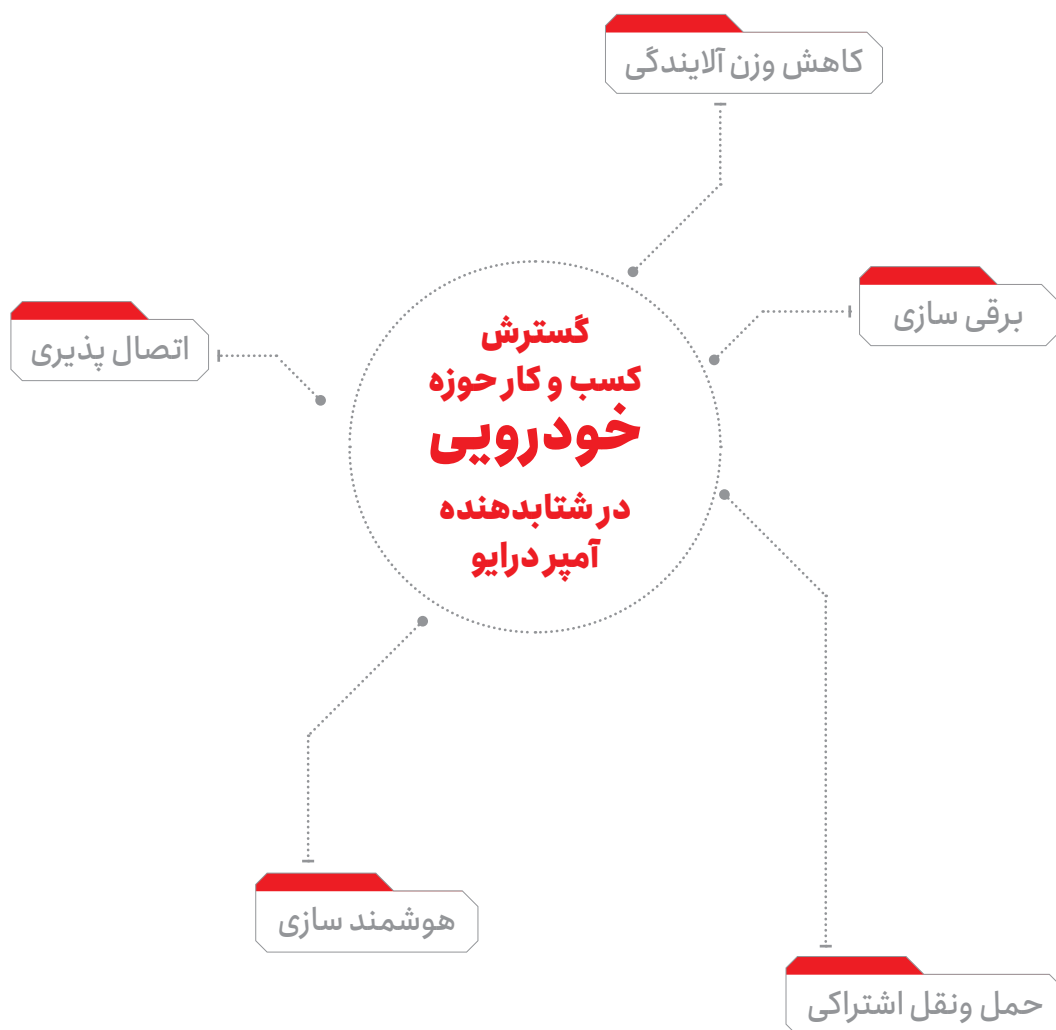 کاهش وزن آلایندگی
برقی سازی
اتصال پذیری
گسترش
کسب و کار حوزه
خودرویی
در شتابدهنده
آمپر درایو
هوشمند سازی
حمل ونقل اشتراکی